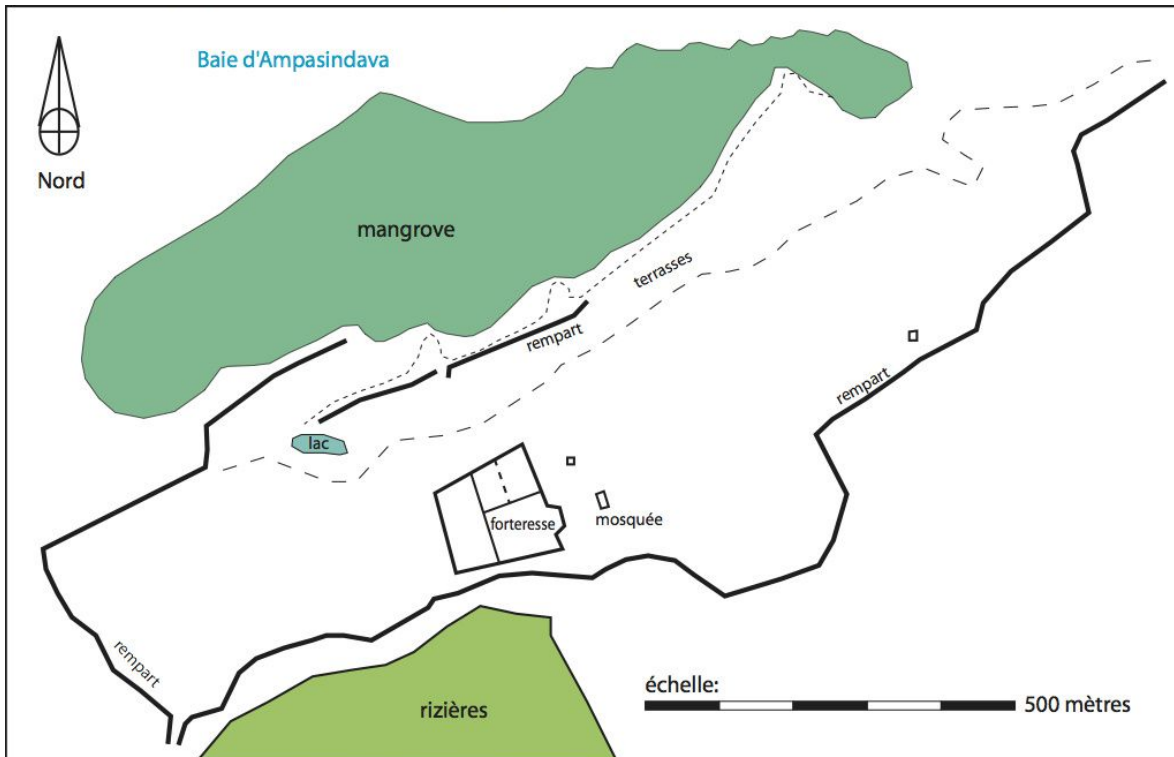 Baie d'Ampasindava
Nord
mangrove
terrasses
rempart
rempart
lac
forteresse
mosquée
rempart
rizières
échelle:
500 mètres